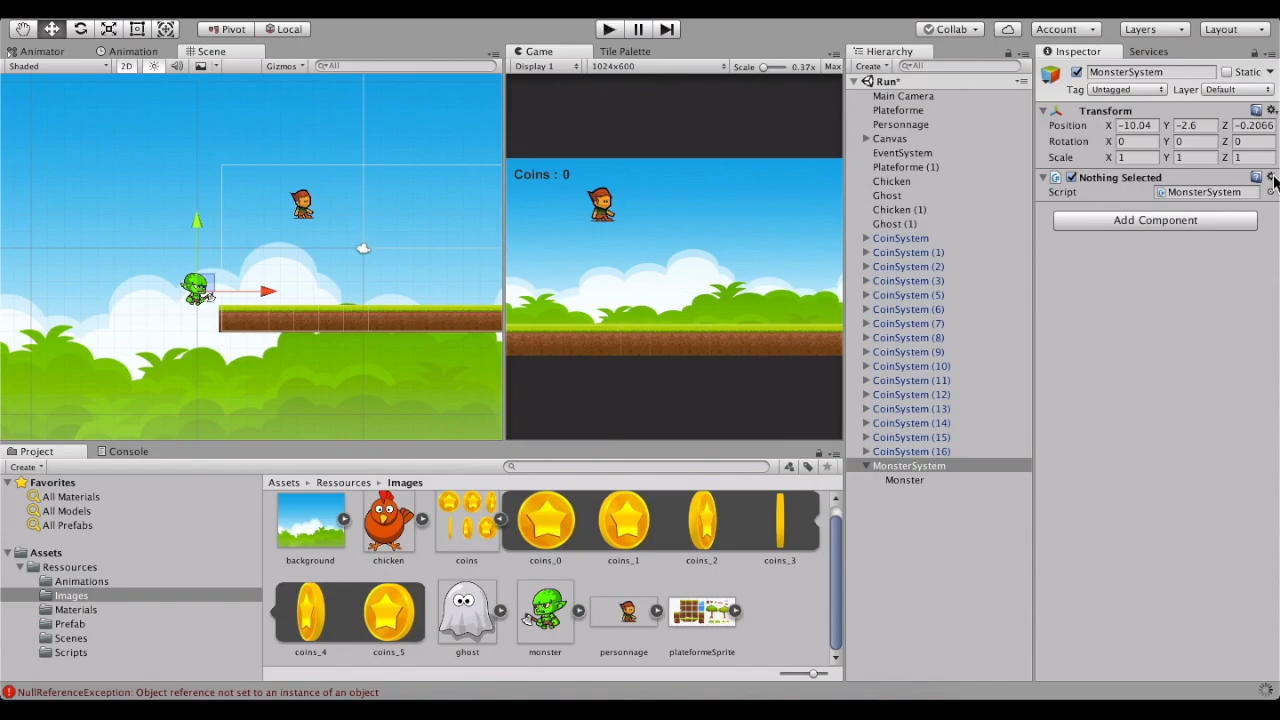 Pivot Local Collab Account Layers Layout
Animator Animation Scene
Shaded 2D Gizmos All
Game Tile Palette
Display 1 1024x600 Scale 0.37x Max
Coins : 0
Hierarchy
Create All
Run*
Main Camera
Plateforme
Personnage
Canvas
EventSystem
Plateforme (1)
Chicken
Ghost
Chicken (1)
Ghost (1)
CoinSystem
CoinSystem (1)
CoinSystem (2)
CoinSystem (3)
CoinSystem (5)
CoinSystem (6)
CoinSystem (7)
CoinSystem (8)
CoinSystem (9)
CoinSystem (10)
CoinSystem (11)
CoinSystem (12)
CoinSystem (13)
CoinSystem (14)
CoinSystem (15)
CoinSystem (16)
MonsterSystem
Monster
Inspector Services
MonsterSystem Static
Tag Untagged Layer Default
Transform
Position X -10.04 Y -2.6 Z -0.2066
Rotation X 0 Y 0 Z 0
Scale X 1 Y 1 Z 1
Nothing Selected
Script MonsterSystem
Add Component
Project Console
Create
Favorites
All Materials
All Models
All Prefabs
Assets
Ressources
Animations
Images
Materials
Prefab
Scenes
Scripts
Assets Ressources Images
background chicken coins coins_0 coins_1 coins_2 coins_3
coins_4 coins_5 ghost monster personnage plateformeSprite
NullReferenceException: Object reference not set to an instance of an object